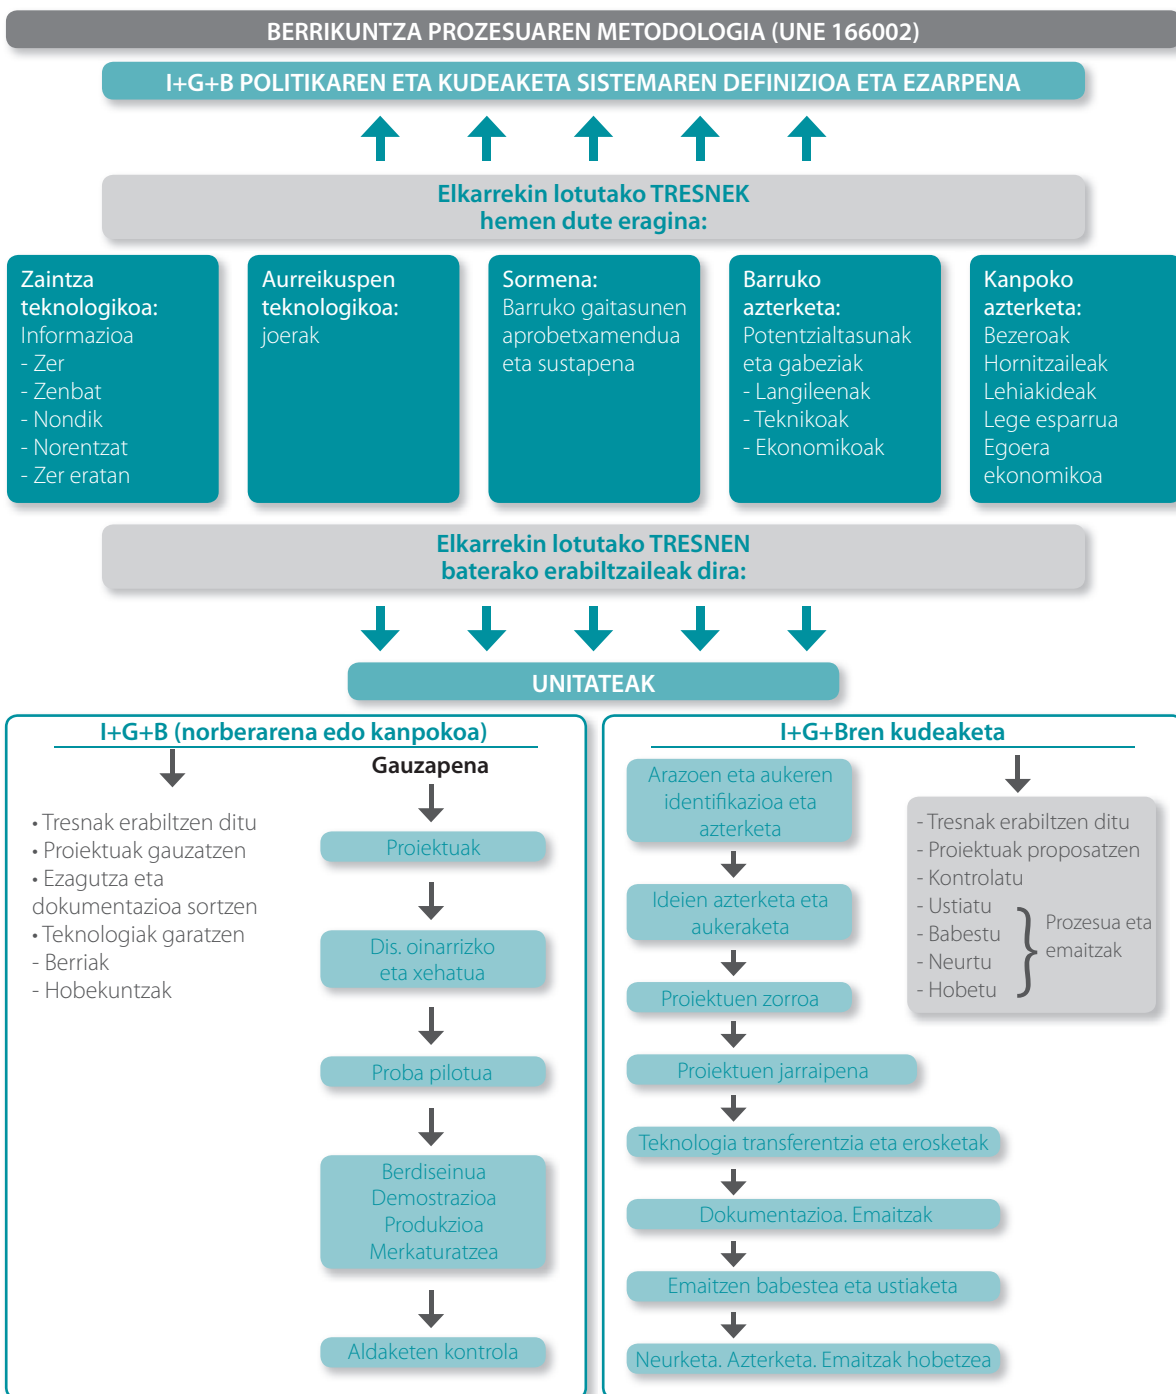 BERRIKUNTZA PROZESUAREN METODOLOGIA (UNE 166002)
I+G+B POLITIKAREN ETA KUDEAKETA SISTEMAREN DEFINIZIOA ETA EZARPENA
Elkarrekin lotutako TRESNEK
hemen dute eragina:
Zaintza
teknologikoa:
Informazioa
- Zer
- Zenbat
- Nondik
- Norentzat
- Zer eratan
Aurreikuspen
teknologikoa:
joerak
Sormena:
Barruko gaitasunen
aprobetxamendua
eta sustapena
Barruko
azterketa:
Potentzialtasunak
eta gabeziak
- Langileenak
- Teknikoak
- Ekonomikoak
Kanpoko
azterketa:
Bezeroak
Hornitzaileak
Lehiakideak
Lege esparrua
Egoera
ekonomikoa
Elkarrekin lotutako TRESNEN
baterako erabiltzaileak dira:
UNITATEAK
I+G+B (norberarena edo kanpokoa)
• Tresnak erabiltzen ditu
• Proiektuak gauzatzen
• Ezagutza eta
dokumentazioa sortzen
• Teknologiak garatzen
- Berriak
- Hobekuntzak
Gauzapena
Proiektuak
Dis. oinarrizko
eta xehatua
Proba pilotua
Berdiseinua
Demostrazioa
Produkzioa
Merkaturatzea
Aldaketen kontrola
I+G+Bren kudeaketa
Arazoen eta aukeren
identifikazioa eta
azterketa
Ideien azterketa eta
aukeraketa
Proiektuen zorroa
Proiektuen jarraipena
Teknologia transferentzia eta erosketak
Dokumentazioa. Emaitzak
Emaitzen babestea eta ustiaketa
Neurketa. Azterketa. Emaitzak hobetzea
- Tresnak erabiltzen ditu
- Proiektuak proposatzen
- Kontrolatu
- Ustiatu
- Babestu
- Neurtu
- Hobetu
Prozesua eta
emaitzak